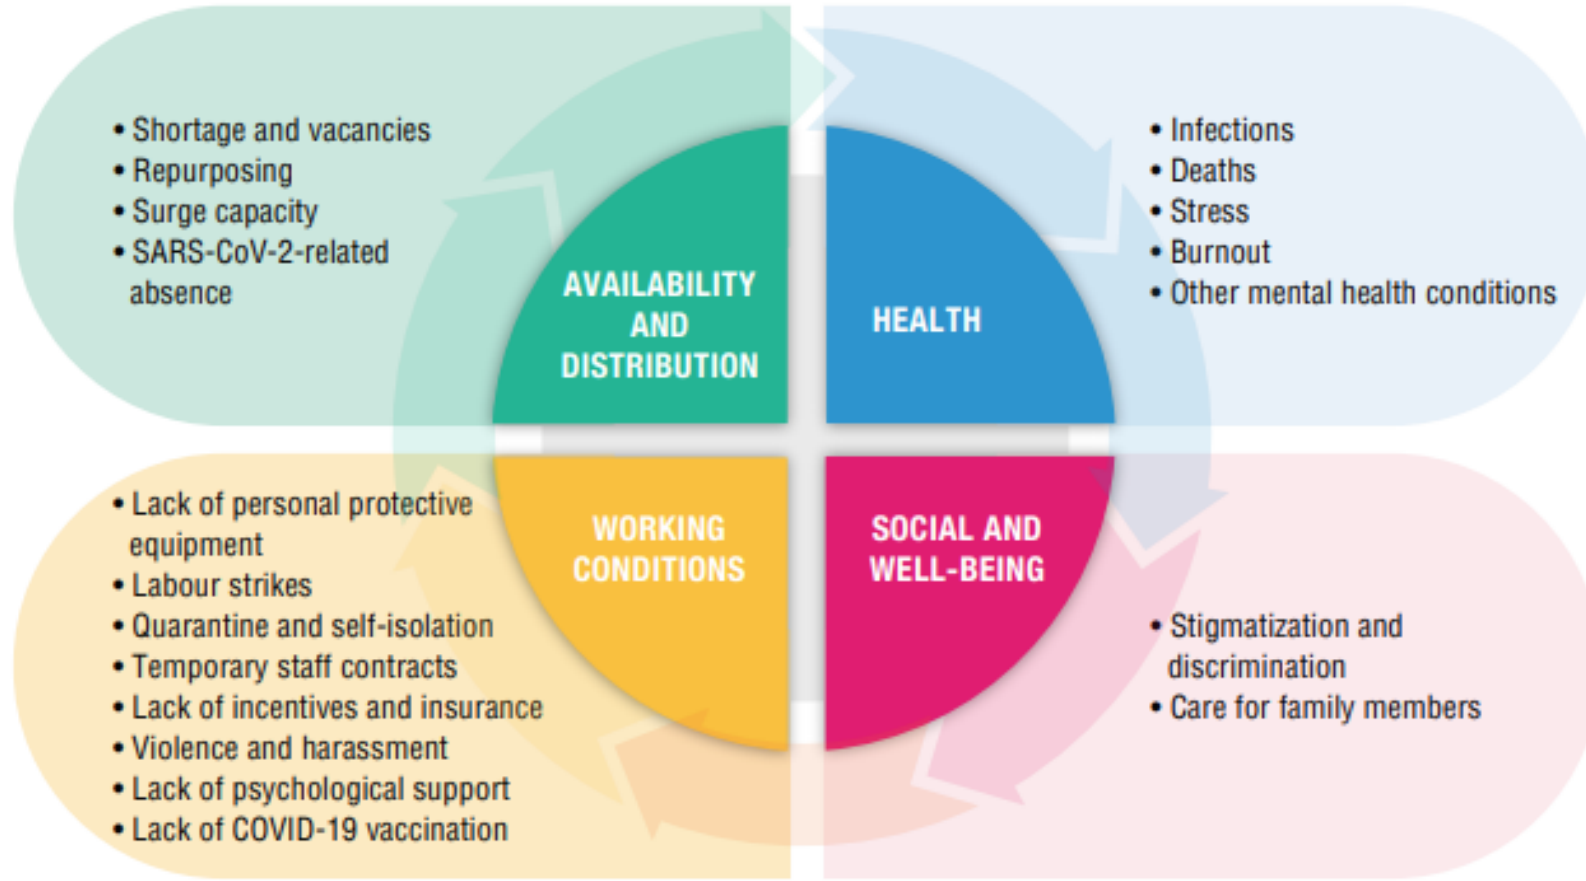 • Shortage and vacancies
• Repurposing
• Surge capacity
• SARS-CoV-2-related
absence
AVAILABILITY
AND
DISTRIBUTION
HEALTH
• Infections
• Deaths
• Stress
• Burnout
• Other mental health conditions
• Lack of personal protective
equipment
• Labour strikes
• Quarantine and self-isolation
• Temporary staff contracts
• Lack of incentives and insurance
• Violence and harassment
• Lack of psychological support
• Lack of COVID-19 vaccination
WORKING
CONDITIONS
SOCIAL AND
WELL-BEING
• Stigmatization and
discrimination
• Care for family members